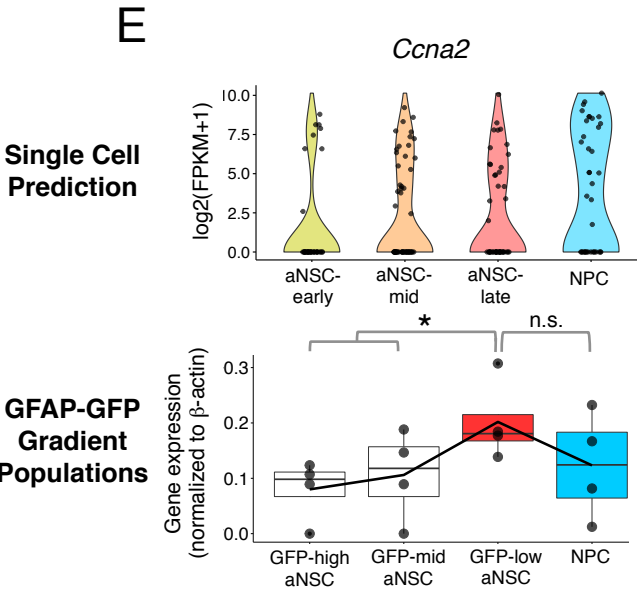 E
Ccna2
Single Cell
Prediction
log2(FPKM+1)
10.0
7.5
5.0
2.5
0.0
aNSC-
early
aNSC-
mid
aNSC-
late
NPC
*
n.s.
GFAP-GFP
Gradient
Populations
Gene expression
(normalized to β-actin)
0.3
0.2
0.1
0.0
GFP-high
aNSC
GFP-mid
aNSC
GFP-low
aNSC
NPC